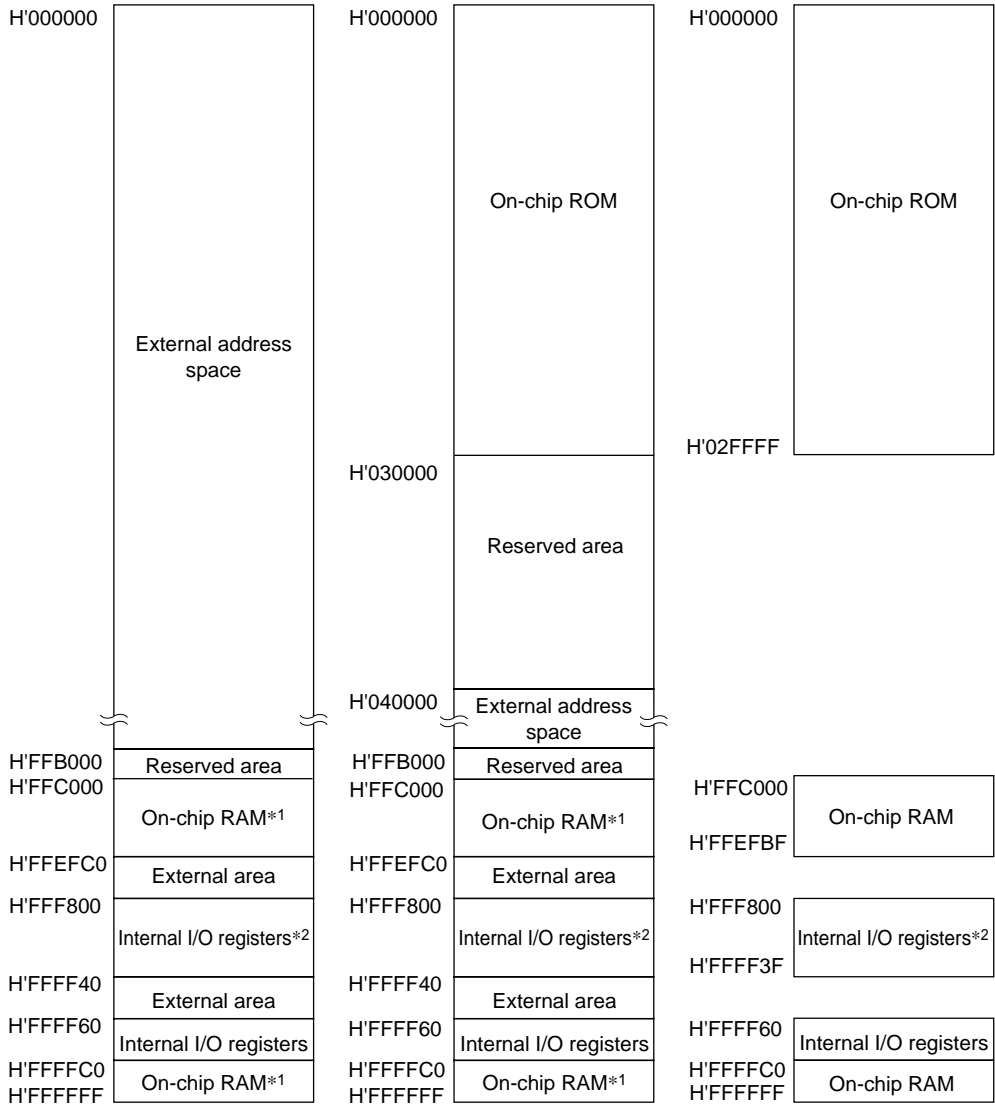 H'000000
External address
space
H'FFB000
Reserved area
H'FFC000
On-chip RAM*1
H'FFEFC0
External area
H'FFF800
Internal I/O registers*2
H'FFFF40
External area
H'FFFF60
Internal I/O registers
H'FFFFC0
On-chip RAM*1
H'FFFFFF
H'000000
On-chip ROM
H'030000
Reserved area
H'040000
External address
space
H'FFB000
Reserved area
H'FFC000
On-chip RAM*1
H'FFEFC0
External area
H'FFF800
Internal I/O registers*2
H'FFFF40
External area
H'FFFF60
Internal I/O registers
H'FFFFC0
On-chip RAM*1
H'FFFFFF
H'000000
On-chip ROM
H'02FFFF
H'FFC000
On-chip RAM
H'FFEFBF
H'FFF800
Internal I/O registers*2
H'FFFF3F
H'FFFF60
Internal I/O registers
H'FFFFC0
On-chip RAM
H'FFFFFF